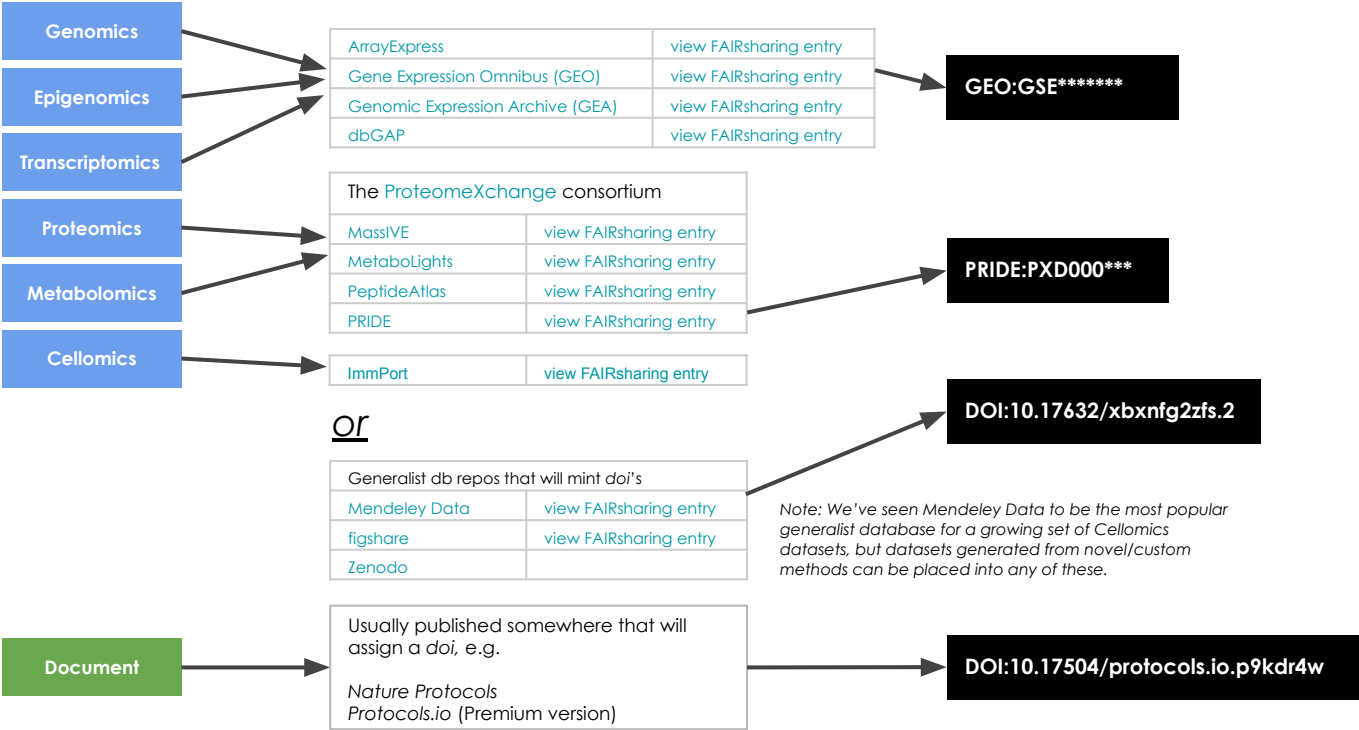 Genomics
Epigenomics
Transcriptomics
Proteomics
Metabolomics
Cellomics
Document
ArrayExpress view FAIRsharing entry
Gene Expression Omnibus (GEO) view FAIRsharing entry
Genomic Expression Archive (GEA) view FAIRsharing entry
dbGAP view FAIRsharing entry
GEO:GSE*******
The ProteomeXchange consortium
MassIVE view FAIRsharing entry
MetaboLights view FAIRsharing entry
PeptideAtlas view FAIRsharing entry
PRIDE view FAIRsharing entry
PRIDE:PXD000***
ImmPort view FAIRsharing entry
or
Generalist db repos that will mint doi's
Mendeley Data view FAIRsharing entry
figshare view FAIRsharing entry
Zenodo
DOI:10.17632/xbxnfg2zfs.2
Note: We've seen Mendeley Data to be the most popular
generalist database for a growing set of Cellomics
datasets, but datasets generated from novel/custom
methods can be placed into any of these.
Usually published somewhere that will
assign a doi, e.g.
Nature Protocols
Protocols.io (Premium version)
DOI:10.17504/protocols.io.p9kdr4w